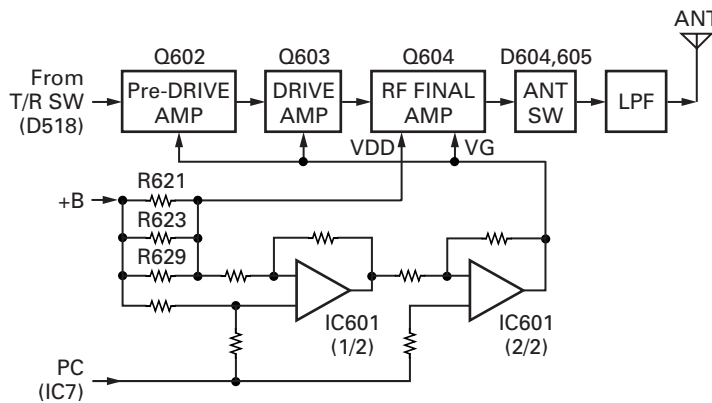 ANT
Q602
Q603
Q604
D604,605
From
T/R SW
(D518)
Pre-DRIVE
AMP
DRIVE
AMP
RF FINAL
AMP
ANT
SW
LPF
VDD
VG
+B
R621
R623
R629
IC601
(1/2)
IC601
(2/2)
PC
(IC7)